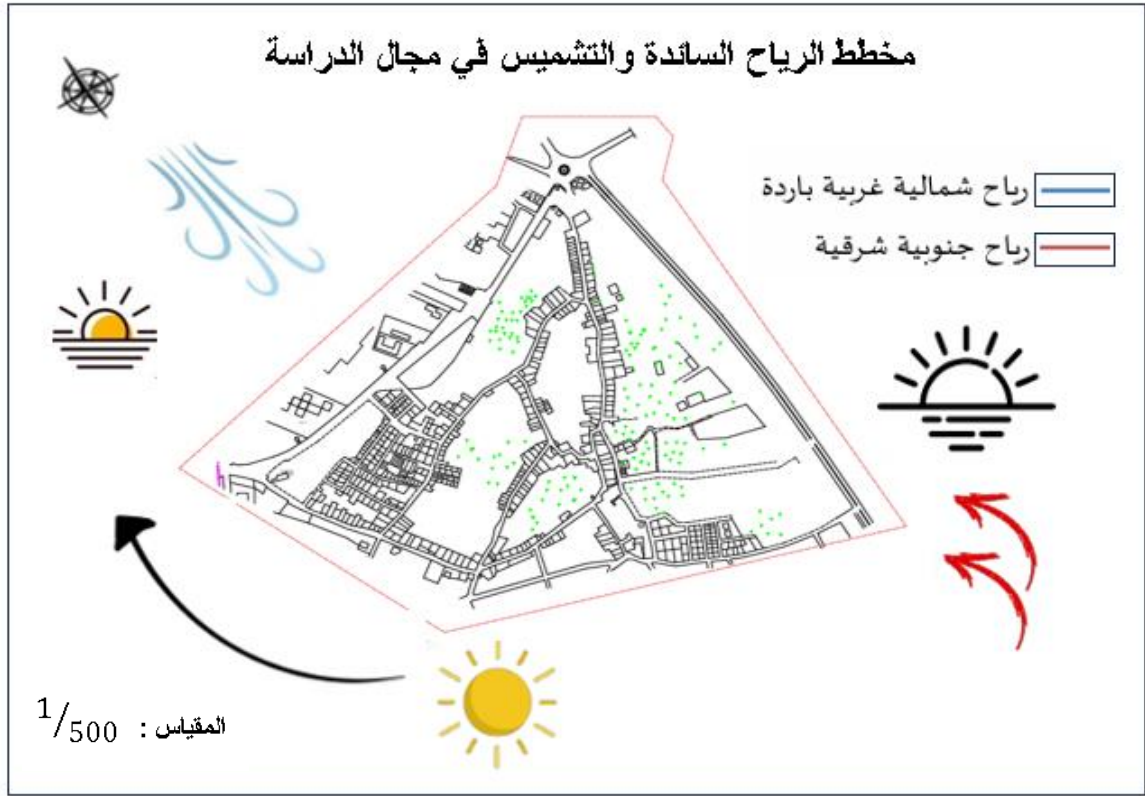 مخطط الرياح السائدة والتشميس في مجال الدراسة
رياح شمالية غربية باردة
رياح جنوبية شرقية
المقياس : 1/500